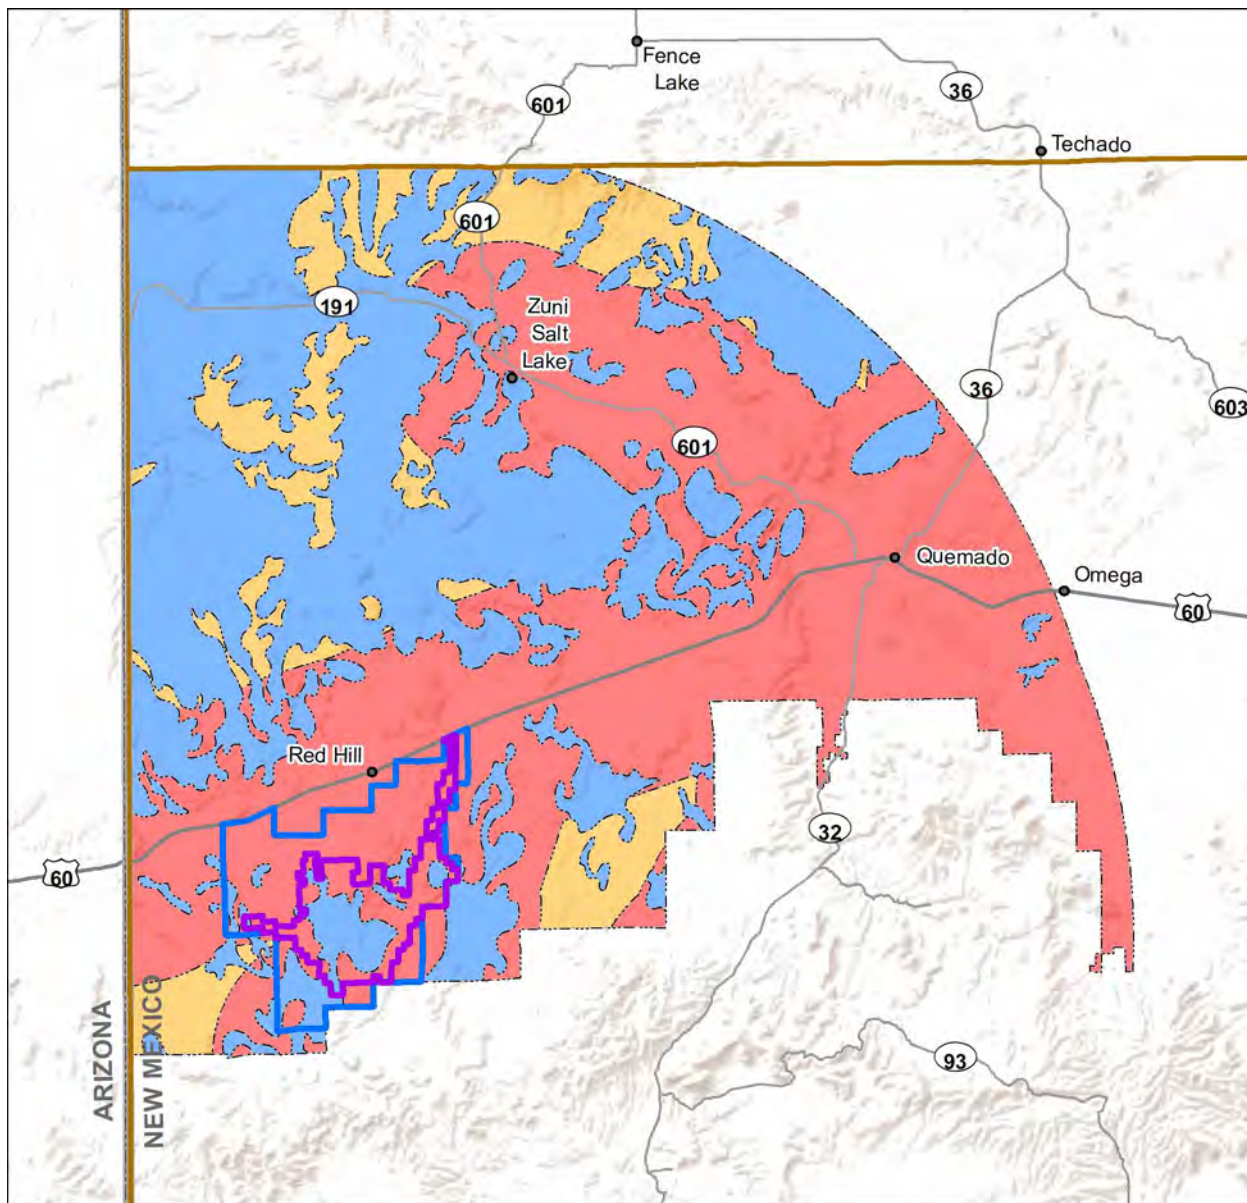 Fence
Lake
601
36
Techado
601
191
Zuni
Salt
Lake
36
603
601
Quemado
Omega
60
Red Hill
32
60
ARIZONA
NEW MEXICO
93